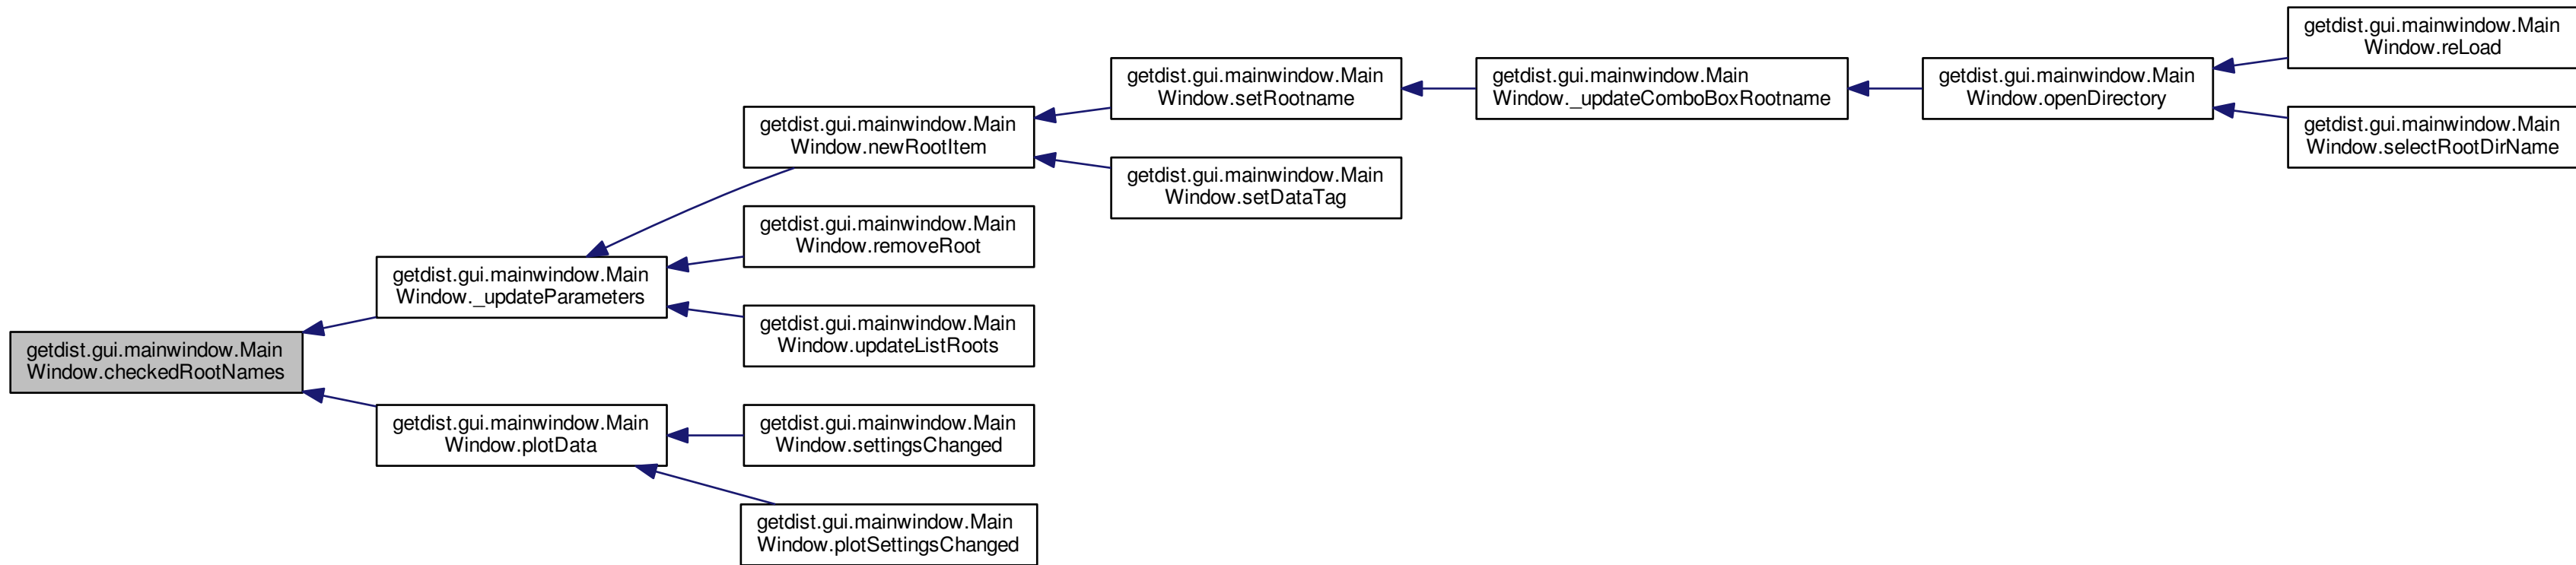 getdist.gui.mainwindow.Main
Window.checkedRootNames
getdist.gui.mainwindow.Main
Window._updateParameters
getdist.gui.mainwindow.Main
Window.plotData
getdist.gui.mainwindow.Main
Window.newRootItem
getdist.gui.mainwindow.Main
Window.removeRoot
getdist.gui.mainwindow.Main
Window.updateListRoots
getdist.gui.mainwindow.Main
Window.settingsChanged
getdist.gui.mainwindow.Main
Window.plotSettingsChanged
getdist.gui.mainwindow.Main
Window.setRootname
getdist.gui.mainwindow.Main
Window.setDataTag
getdist.gui.mainwindow.Main
Window._updateComboBoxRootname
getdist.gui.mainwindow.Main
Window.openDirectory
getdist.gui.mainwindow.Main
Window.reLoad
getdist.gui.mainwindow.Main
Window.selectRootDirName